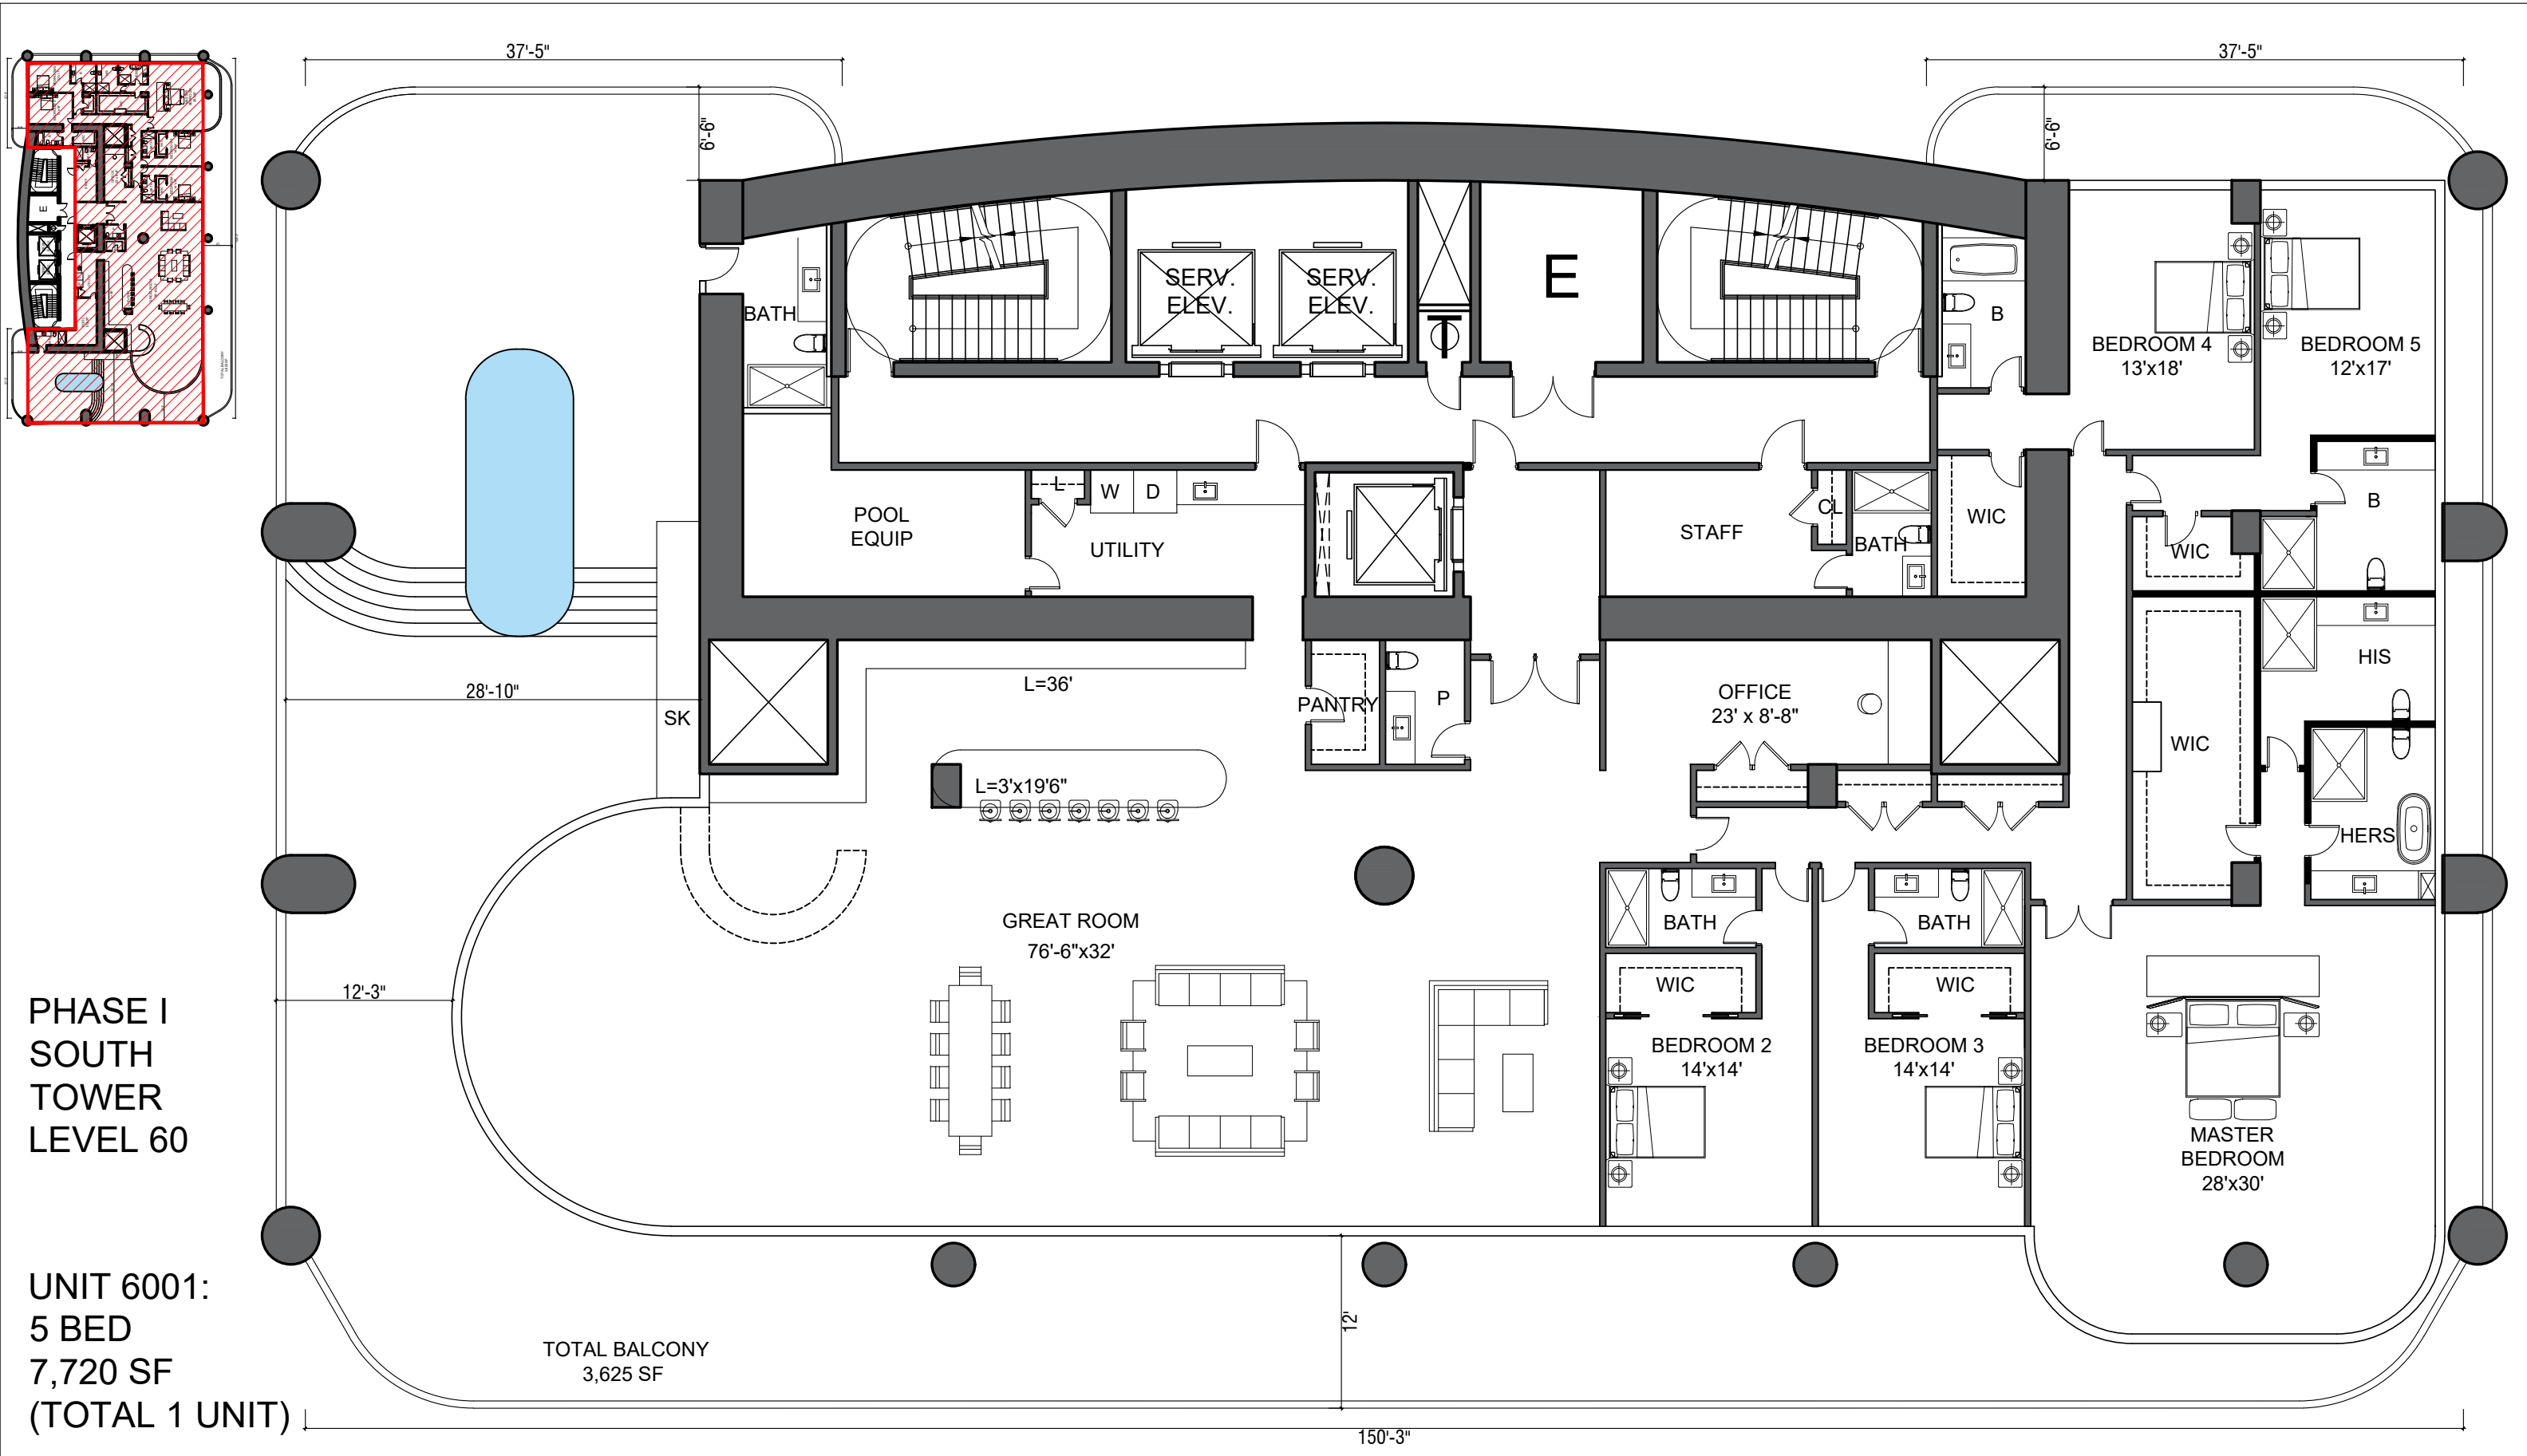 37'-5"
37'-5"
6'-6"
6'-6"
E
SERV.
ELEV.
SERV.
ELEV.
E
BATH
B
BEDROOM 4
13'x18'
BEDROOM 5
12'x17'
L
W
D
POOL
EQUIP
UTILITY
STAFF
CL
BATH
WIC
WIC
B
28'-10"
SK
L=36'
PANTRY
P
OFFICE
23' x 8'-8"
HIS
WIC
L=3'x19'6"
HERS
GREAT ROOM
76'-6"x32'
BATH
BATH
WIC
WIC
12'-3"
BEDROOM 2
14'x14'
BEDROOM 3
14'x14'
MASTER
BEDROOM
28'x30'
PHASE I
SOUTH
TOWER
LEVEL 60
UNIT 6001:
5 BED
7,720 SF
(TOTAL 1 UNIT)
TOTAL BALCONY
3,625 SF
12'
150'-3"